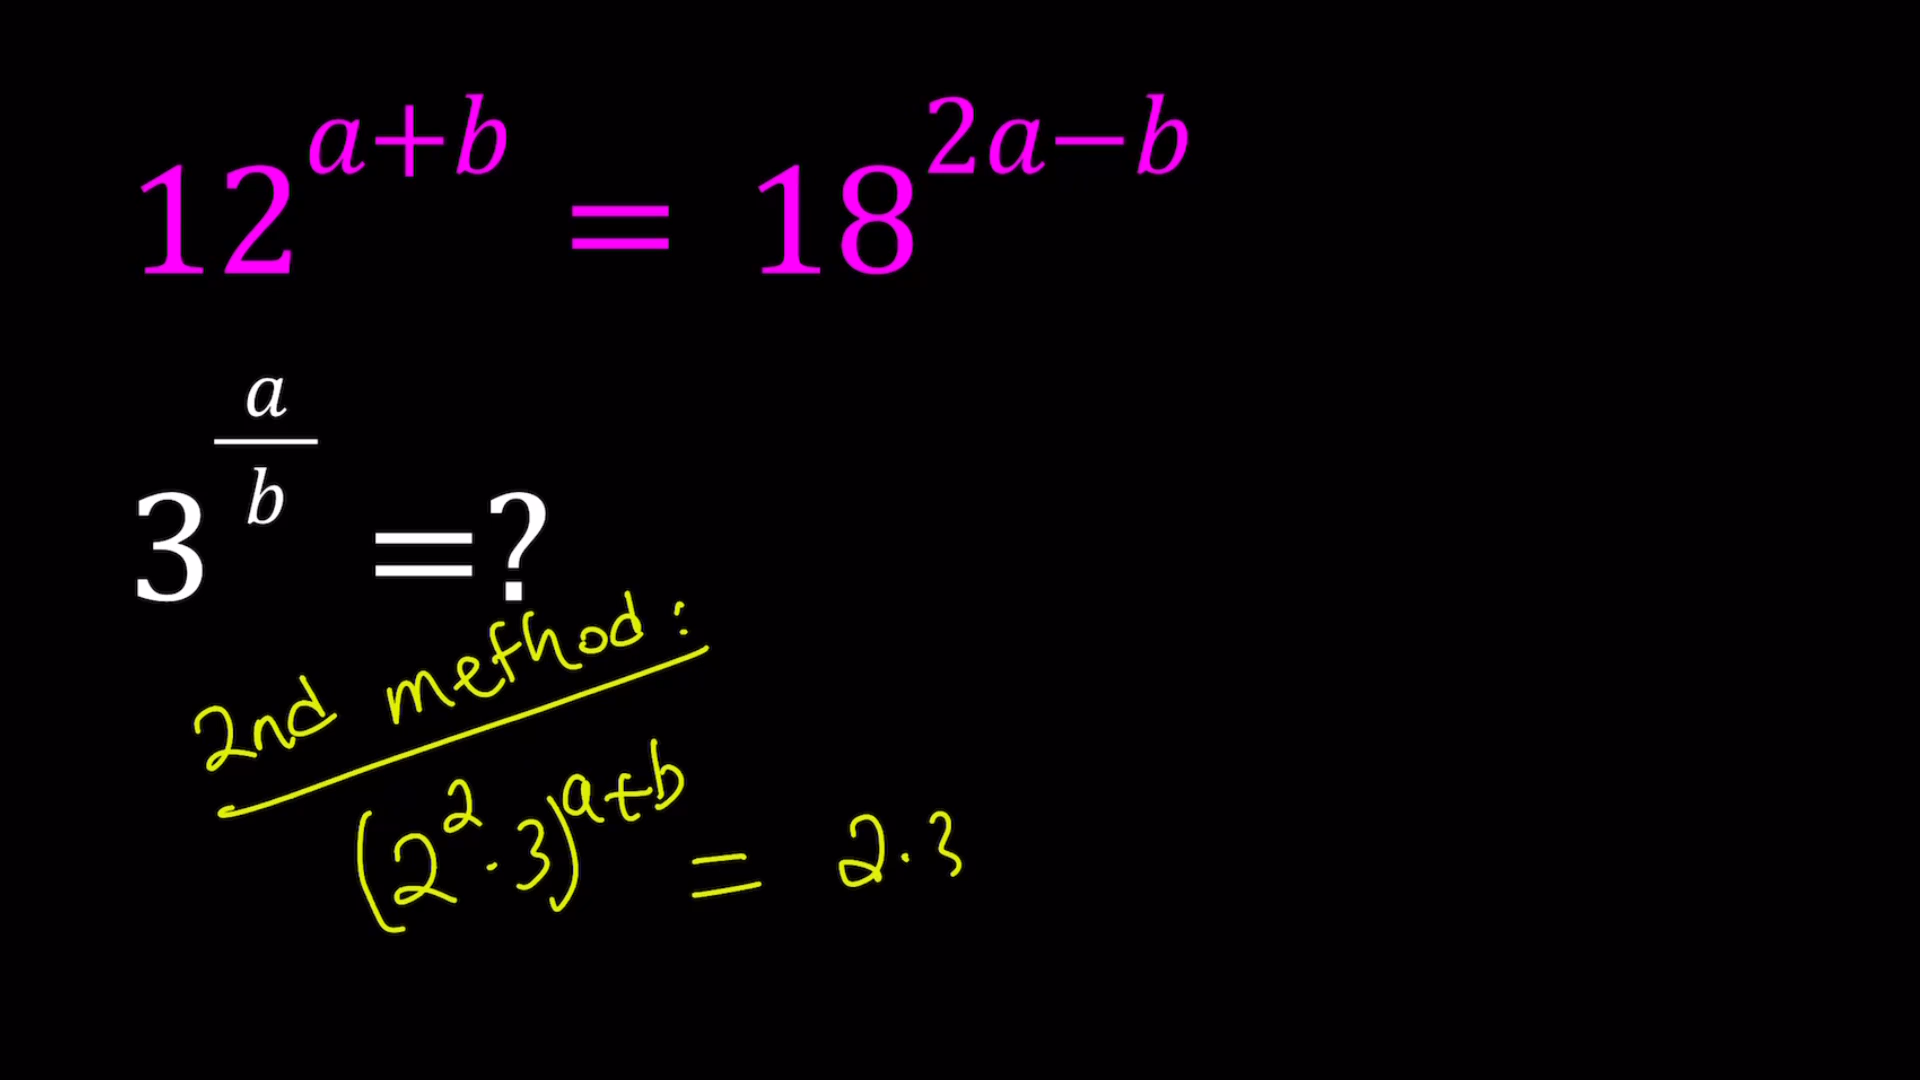 12^{a+b} = 18^{2a−b}
3^{a/b} =?
2nd method:
(2^2 · 3)^{a+b} = 2 · 3